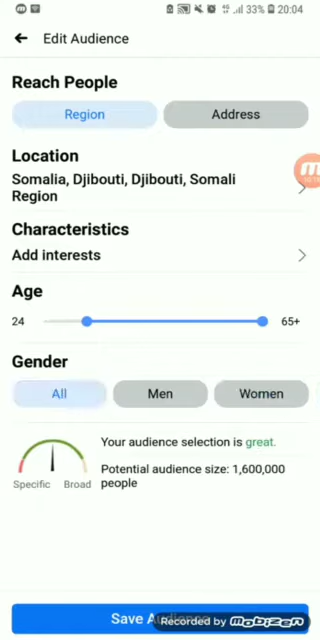 33% 20:04
Edit Audience
Reach People
Region Address
Location
Somalia, Djibouti, Djibouti, Somali
Region
Characteristics
Add interests
Age
24 65+
Gender
All Men Women
Your audience selection is great.
Potential audience size: 1,600,000
Specific Broad people
Save
Recorded by mobizen